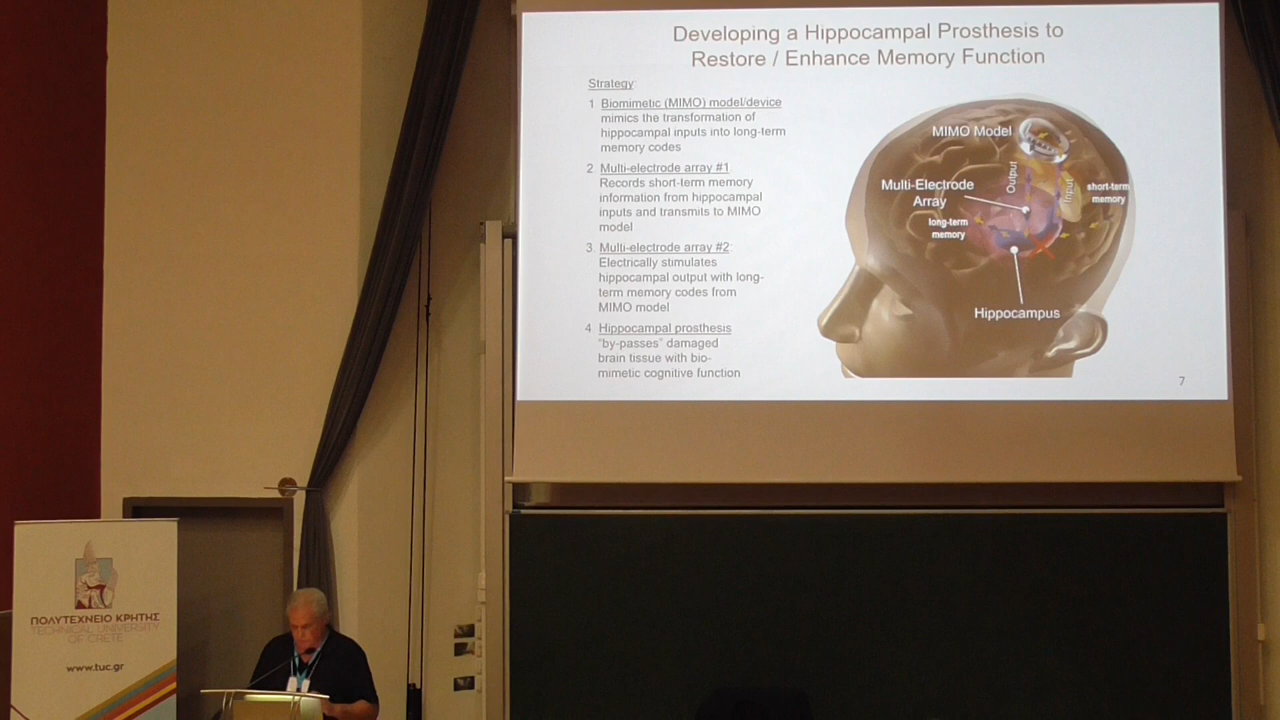 Developing a Hippocampal Prosthesis to
Restore / Enhance Memory Function
Strategy:
1 Biomimetic (MIMO) model/device
mimics the transformation of
hippocampal inputs into long-term
memory codes
2. Multi-electrode array #1
Records short-term memory
information from hippocampal
inputs and transmits to MIMO
model
3. Multi-electrode array #2:
Electrically stimulates
hippocampal output with long-
term memory codes from
MIMO model
4 Hippocampal prosthesis
“by-passes” damaged
brain tissue with bio-
mimetic cognitive function
MIMO Model
Output
Input
Multi-Electrode
Array
short-term
memory
long-term
memory
Hippocampus
7
ΠΟΛΥΤΕΧΝΕΙΟ ΚΡΗΤΗΣ
TECHNICAL UNIVERSITY
OF CRETE
www.tuc.gr